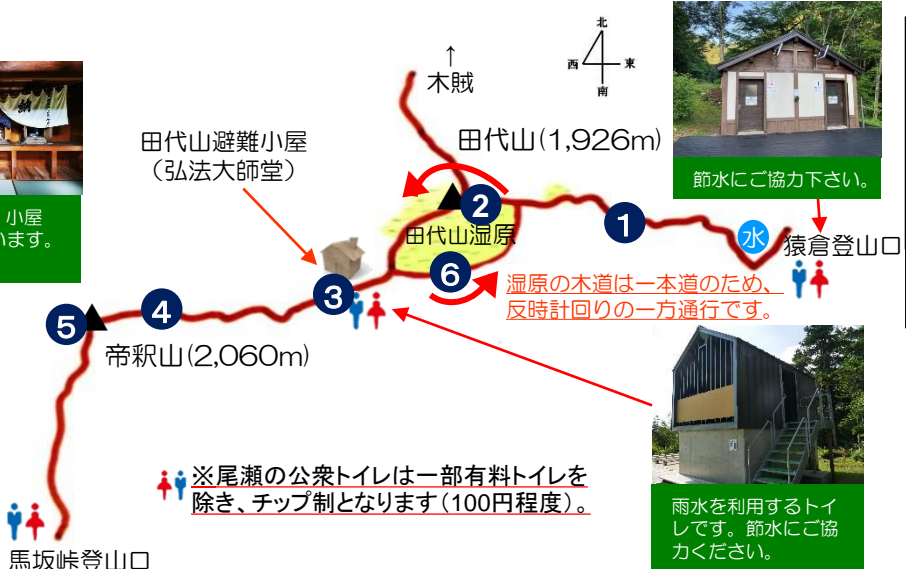 北
西 東
南
↑
木賊
田代山(1,926m)
田代山避難小屋
（弘法大師堂）
節水にご協力下さい。
小屋
います。
2
1
水
猿倉登山口
田代山湿原
6
湿原の木道は一本道のため、
反時計回りの一方通行です。
3
4
5
帝釈山(2,060m)
※尾瀬の公衆トイレは一部有料トイレを
除き、チップ制となります(100円程度)。
雨水を利用するトイ
レです。節水にご協
力ください。
馬坂峠登山口